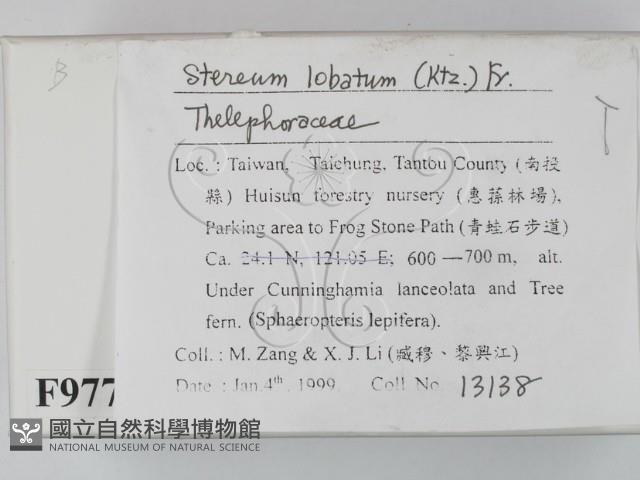 B
Stereum lobatum (Ktz.) Fr.
Thelephoraceae
Loc. : Taiwan, Taichung, Tantou County (南投
縣) Huisun forestry nursery (惠蓀林場),
Parking area to Frog Stone Path (青蛙石步道)
Ca. 24.1 N, 121.05 E; 600 —700 m, alt.
Under Cunninghamia lanceolata and Tree
fern. (Sphaeropteris lepifera).
Coll. : M. Zang & X. J. Li (臧穆、黎興江)
Date : Jan.4th, 1999, Coll No. 13138
F977
國立自然科學博物館
NATIONAL MUSEUM OF NATURAL SCIENCE